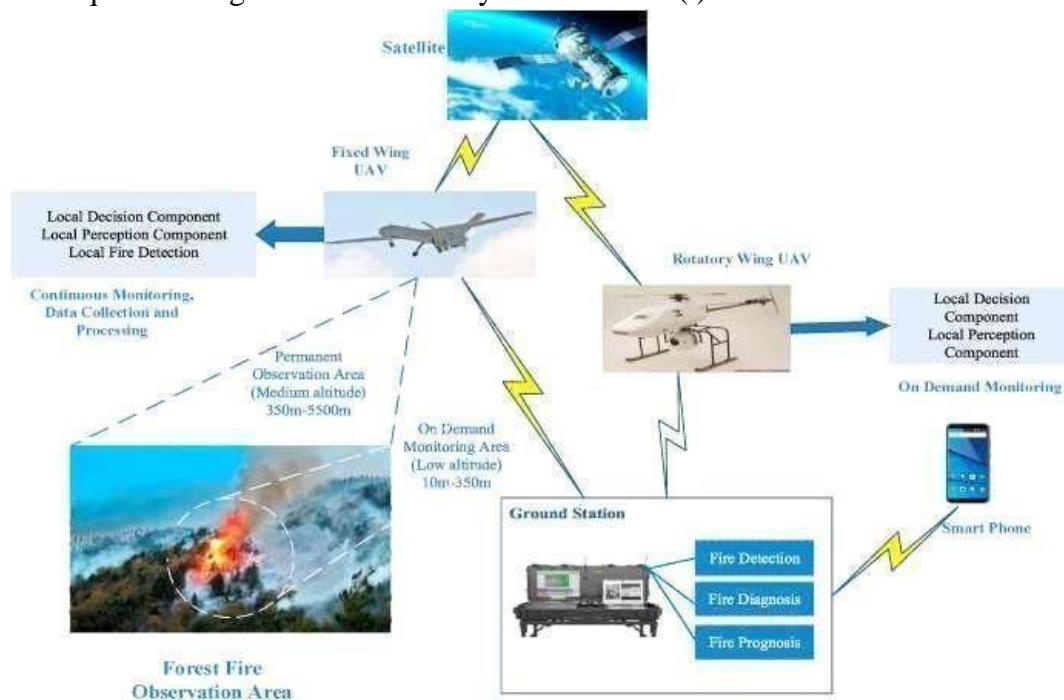 Satellite
Fixed Wing
UAV
Local Decision Component
Local Perception Component
Local Fire Detection
Continuous Monitoring,
Data Collection and
Processing
Rotatory Wing UAV
Local Decision
Component
Local Perception
Component
On Demand Monitoring
Permanent
Observation Area
(Medium altitude)
350m-5500m
On Demand
Monitoring Area
(Low altitude)
10m-350m
Smart Phone
Ground Station
Fire Detection
Fire Diagnosis
Fire Prognosis
Forest Fire
Observation Area